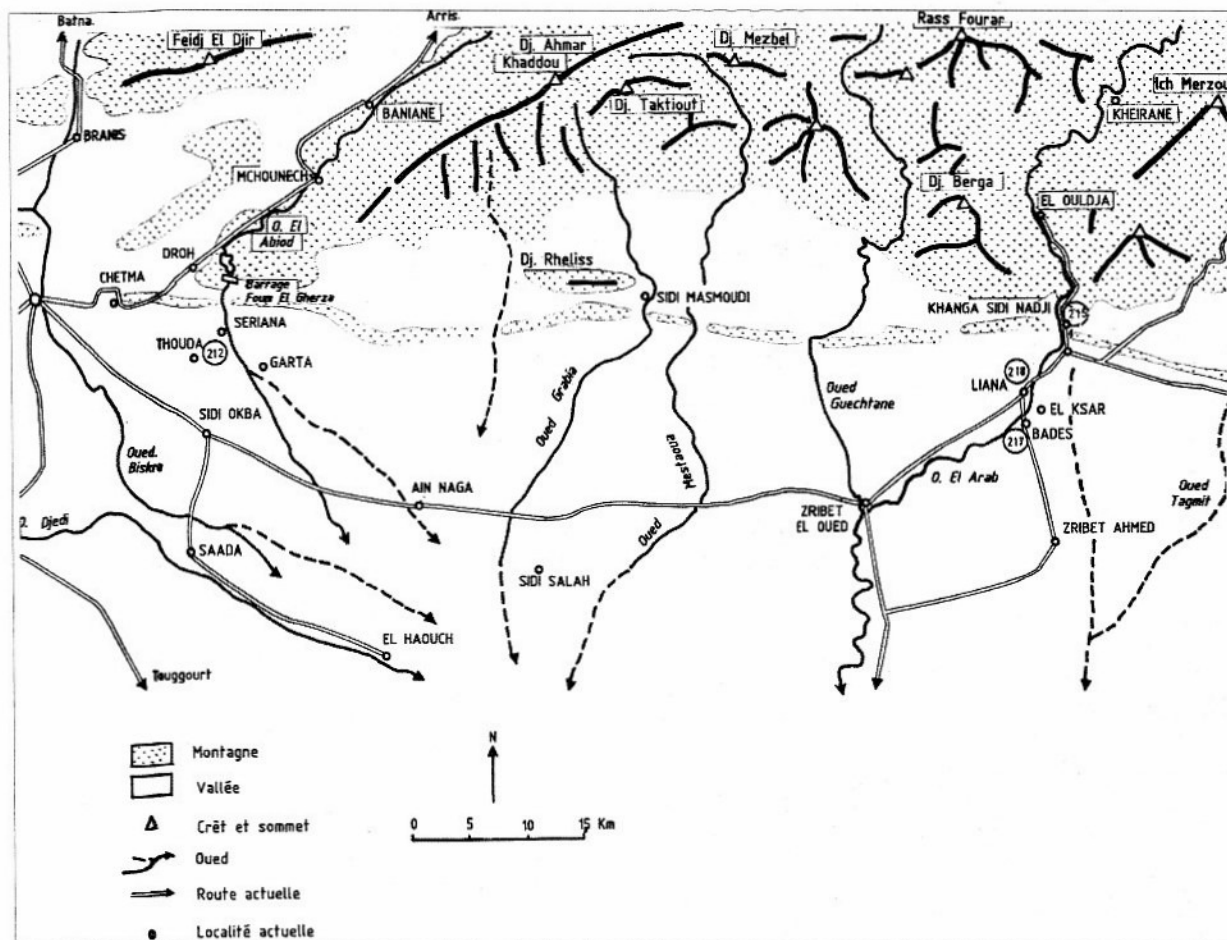 Batna.
Arris.
Feidj El Djir
Dj. Ahmar
Khaddou
Dj. Mezbel
Rass Fourar
Dj. Taktiout
Ich Merzou
KHEIRANE
BANIANE
BRANIS
MCHOUNECH
Dj. Berga
EL OULDJA
O. El
Abiod
DROH
CHETMA
Barrage
Foum El Gherza
Dj. Rheliss
SIDI MASMOUDI
KHANGA SIDI NADJI
215
SERIANA
THOUDA
212
GARTA
218
LIANA
EL KSAR
BADES
217
Oued Grabia
Oued
Guechtane
SIDI OKBA
Oued.
Biskra
Oued Mestaoua
O. El Arab
Oued
Tagmit
AIN NAGA
ZRIBET
EL OUED
ZRIBET AHMED
O. Djedi
SAADA
SIDI SALAH
EL HAOUCH
Touggourt
Montagne
Vallée
Crêt et sommet
Oued
Route actuelle
Localité actuelle
N
0 5 10 15 Km